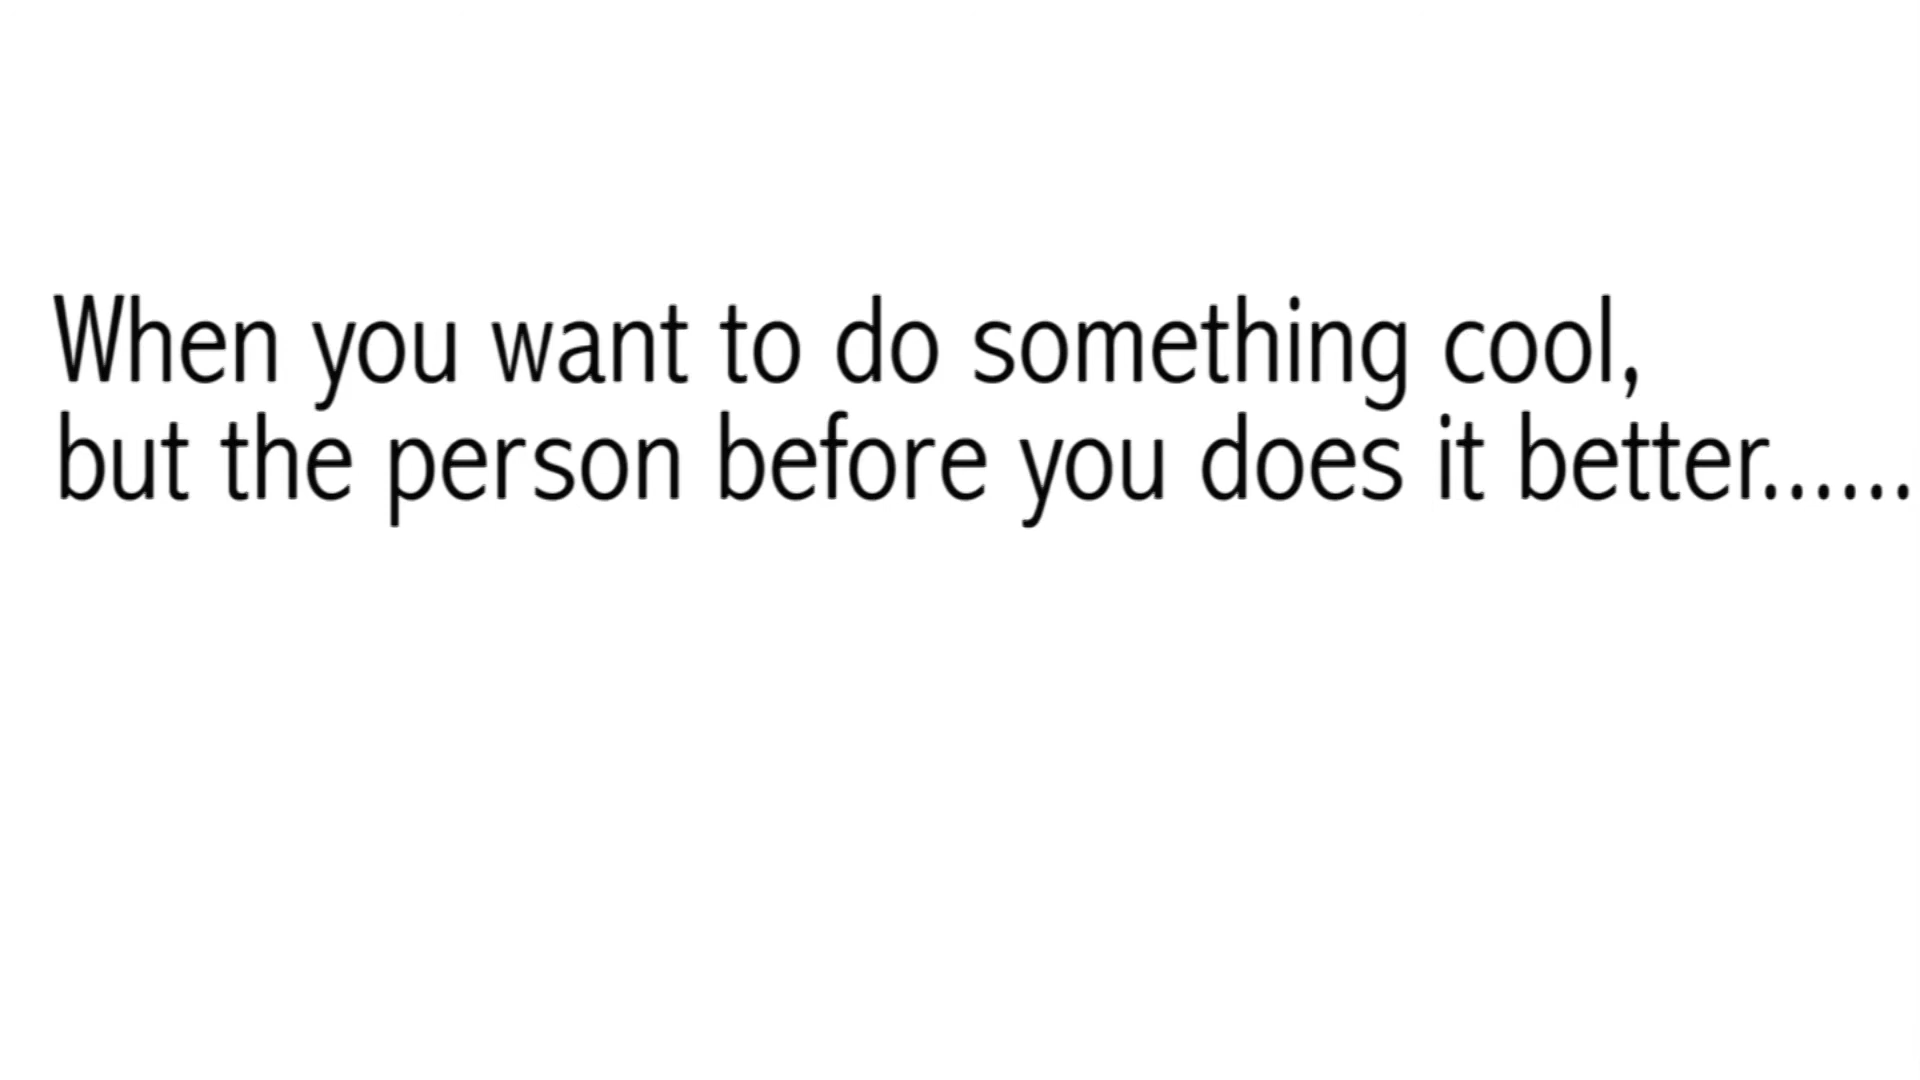 When you want to do something cool,
but the person before you does it better......